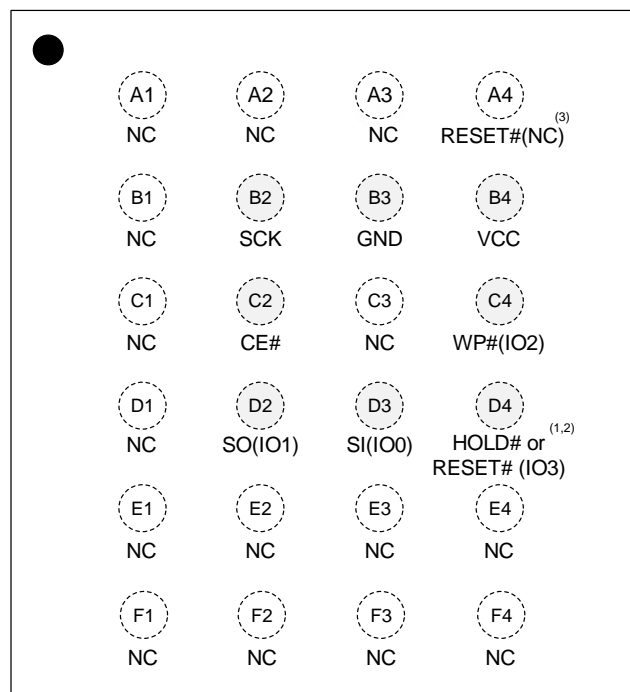 A1 A2 A3 A4
NC NC NC RESET#(NC)(3)
B1 B2 B3 B4
NC SCK GND VCC
C1 C2 C3 C4
NC CE# NC WP#(IO2)
D1 D2 D3 D4
NC SO(IO1) SI(IO0) HOLD# or(1,2)
RESET# (IO3)
E1 E2 E3 E4
NC NC NC NC
F1 F2 F3 F4
NC NC NC NC